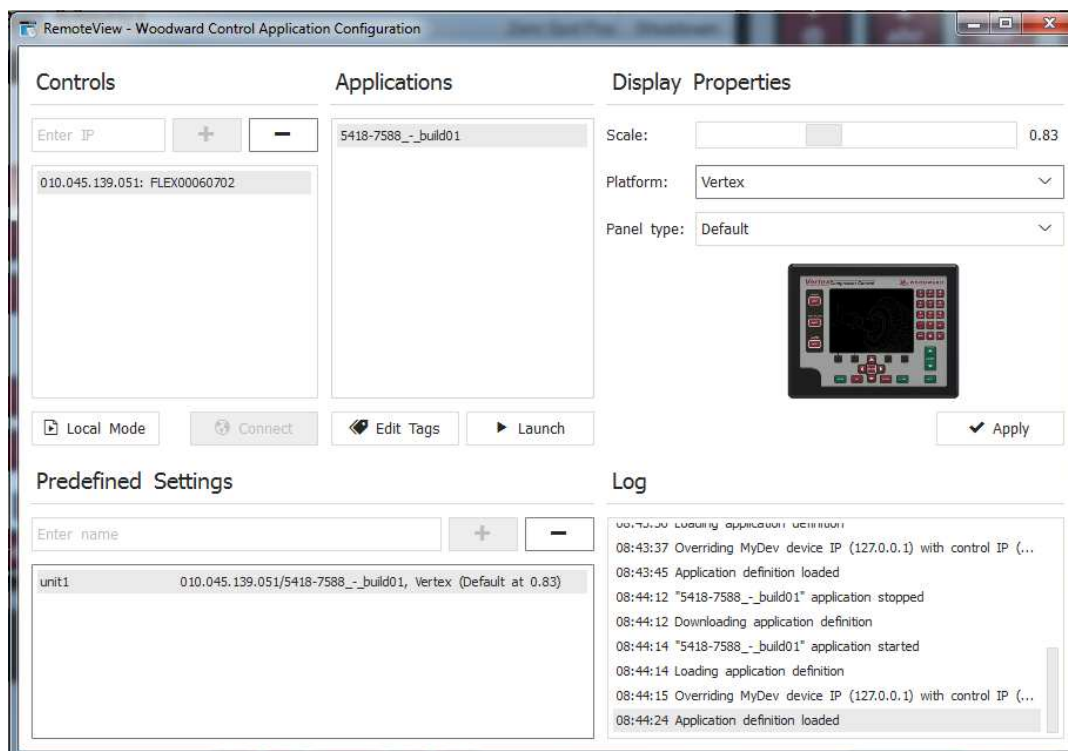 RemoteView - Woodward Control Application Configuration
Controls
Enter IP
+
−
010.045.139.051: FLEX00060702
Local Mode
Connect
Applications
5418-7588_-_build01
Edit Tags
Launch
Display Properties
Scale:
0.83
Platform:
Vertex
Panel type:
Default
Vertex
Apply
Predefined Settings
Enter name
+
−
unit1 010.045.139.051/5418-7588_-_build01, Vertex (Default at 0.83)
Log
Loading application definition
08:43:37 Overriding MyDev device IP (127.0.0.1) with control IP (...
08:43:45 Application definition loaded
08:44:12 "5418-7588_-_build01" application stopped
08:44:12 Downloading application definition
08:44:14 "5418-7588_-_build01" application started
08:44:14 Loading application definition
08:44:15 Overriding MyDev device IP (127.0.0.1) with control IP (...
08:44:24 Application definition loaded